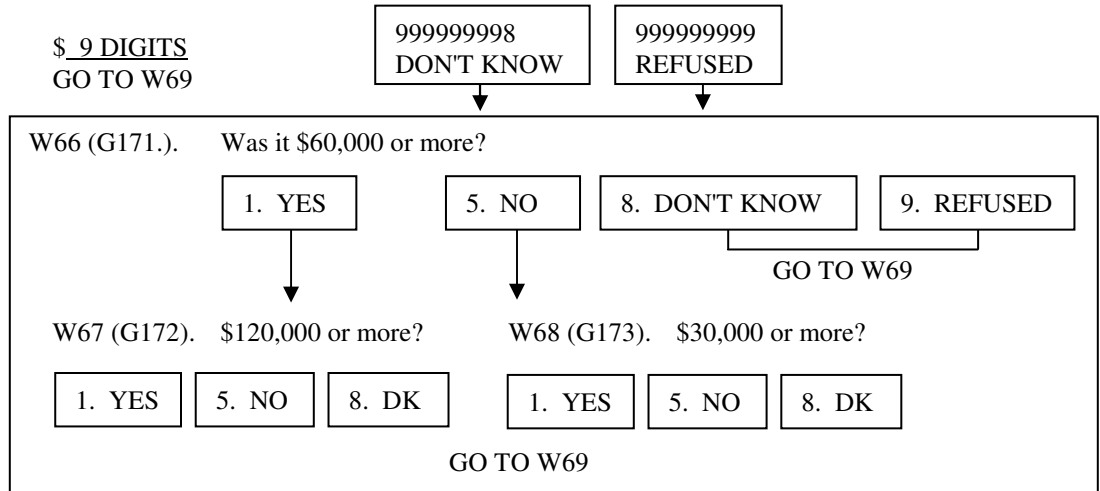 $ 9 DIGITS
GO TO W69
999999998
DON'T KNOW
999999999
REFUSED
W66 (G171.). Was it $60,000 or more?
1. YES
5. NO
8. DON'T KNOW
9. REFUSED
GO TO W69
W67 (G172). $120,000 or more?
W68 (G173). $30,000 or more?
1. YES
5. NO
8. DK
1. YES
5. NO
8. DK
GO TO W69